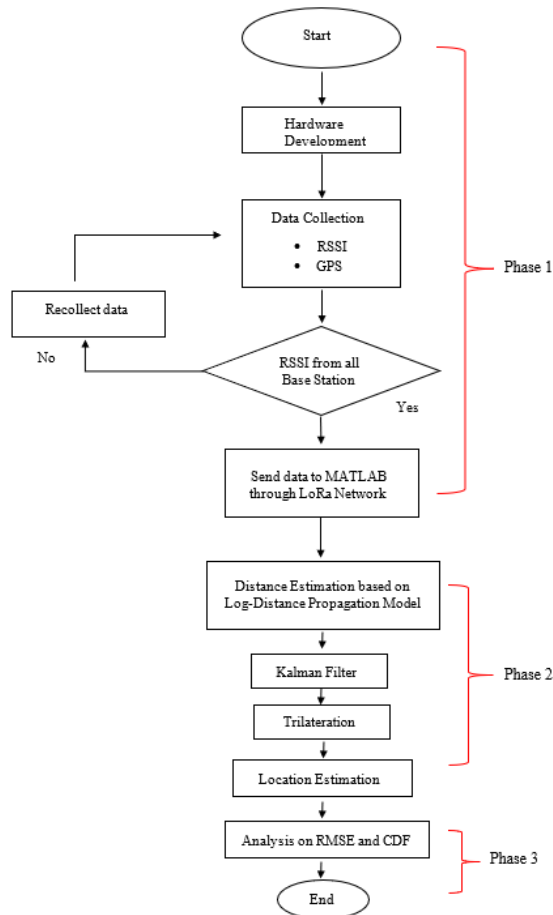 Start
Hardware
Development
Data Collection
• RSSI
• GPS
Phase 1
Recollect data
No
RSSI from all
Base Station
Yes
Send data to MATLAB
through LoRa Network
Distance Estimation based on
Log-Distance Propagation Model
Kalman Filter
Phase 2
Trilateration
Location Estimation
Analysis on RMSE and CDF
Phase 3
End